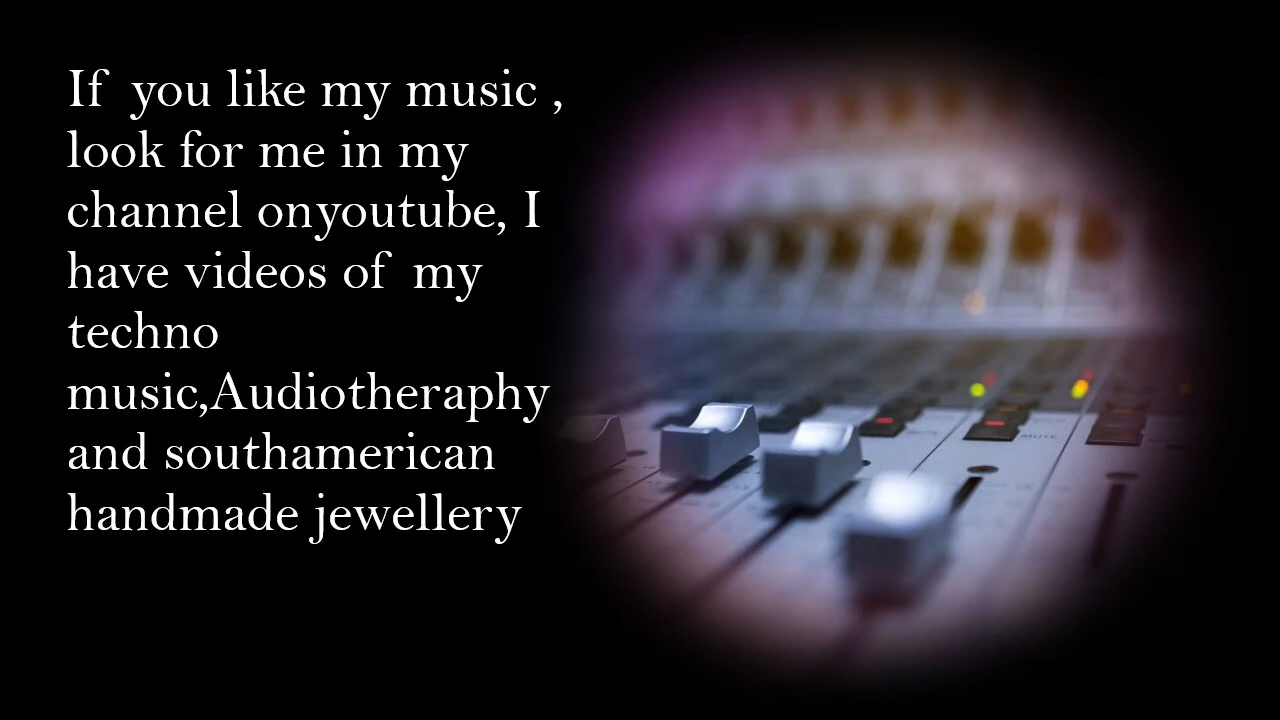 If you like my music ,
look for me in my
channel onyoutube, I
have videos of my
techno
music,Audiotheraphy
and southamerican
handmade jewellery
MUTE